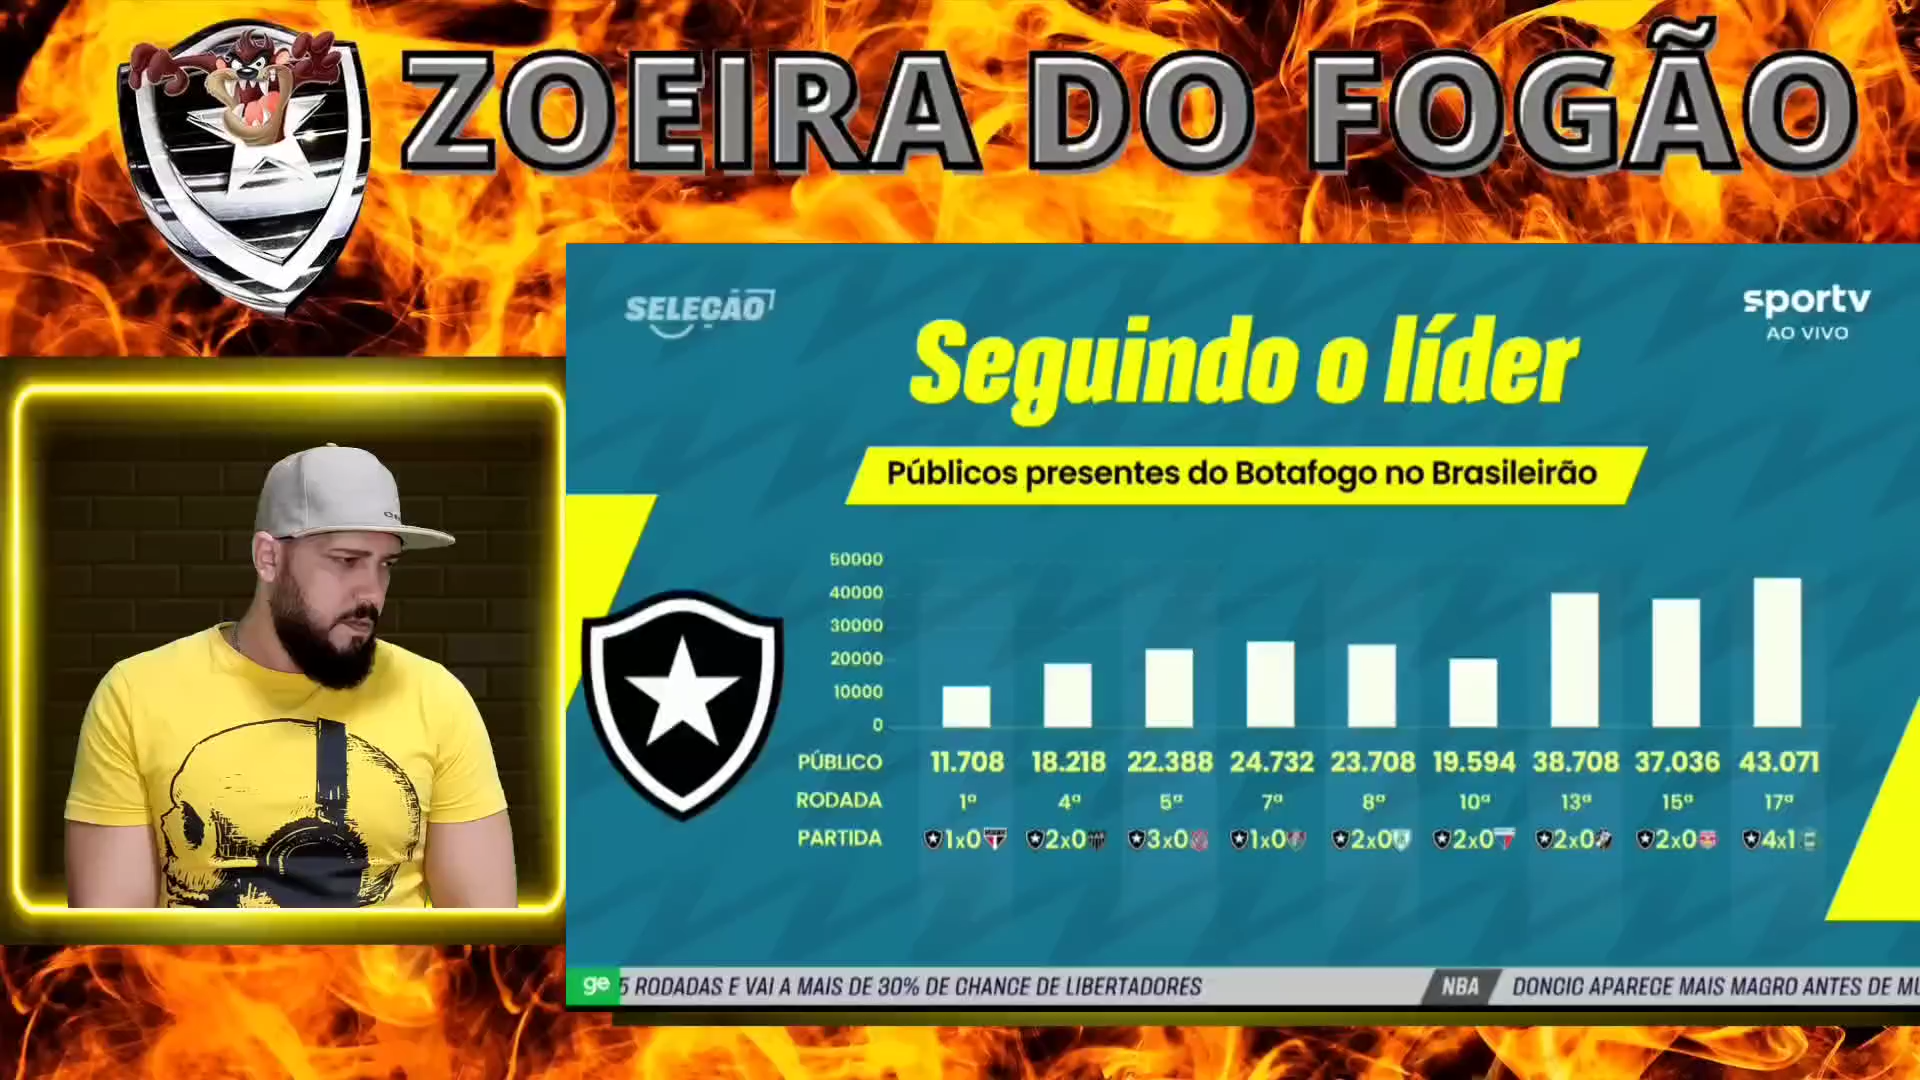 ZOEIRA DO FOGÃO
SELEÇÃO
sportv
AO VIVO
Seguindo o líder
Públicos presentes do Botafogo no Brasileirão
50000
40000
30000
20000
10000
0
PÚBLICO 11.708 18.218 22.388 24.732 23.708 19.594 38.708 37.036 43.071
RODADA 1ª 4ª 5ª 7ª 8ª 10ª 13ª 15ª 17ª
PARTIDA 1x0 2x0 3x0 1x0 2x0 2x0 2x0 2x0 4x1
ge 5 RODADAS E VAI A MAIS DE 30% DE CHANCE DE LIBERTADORES NBA DONCIC APARECE MAIS MAGRO ANTES DE MU